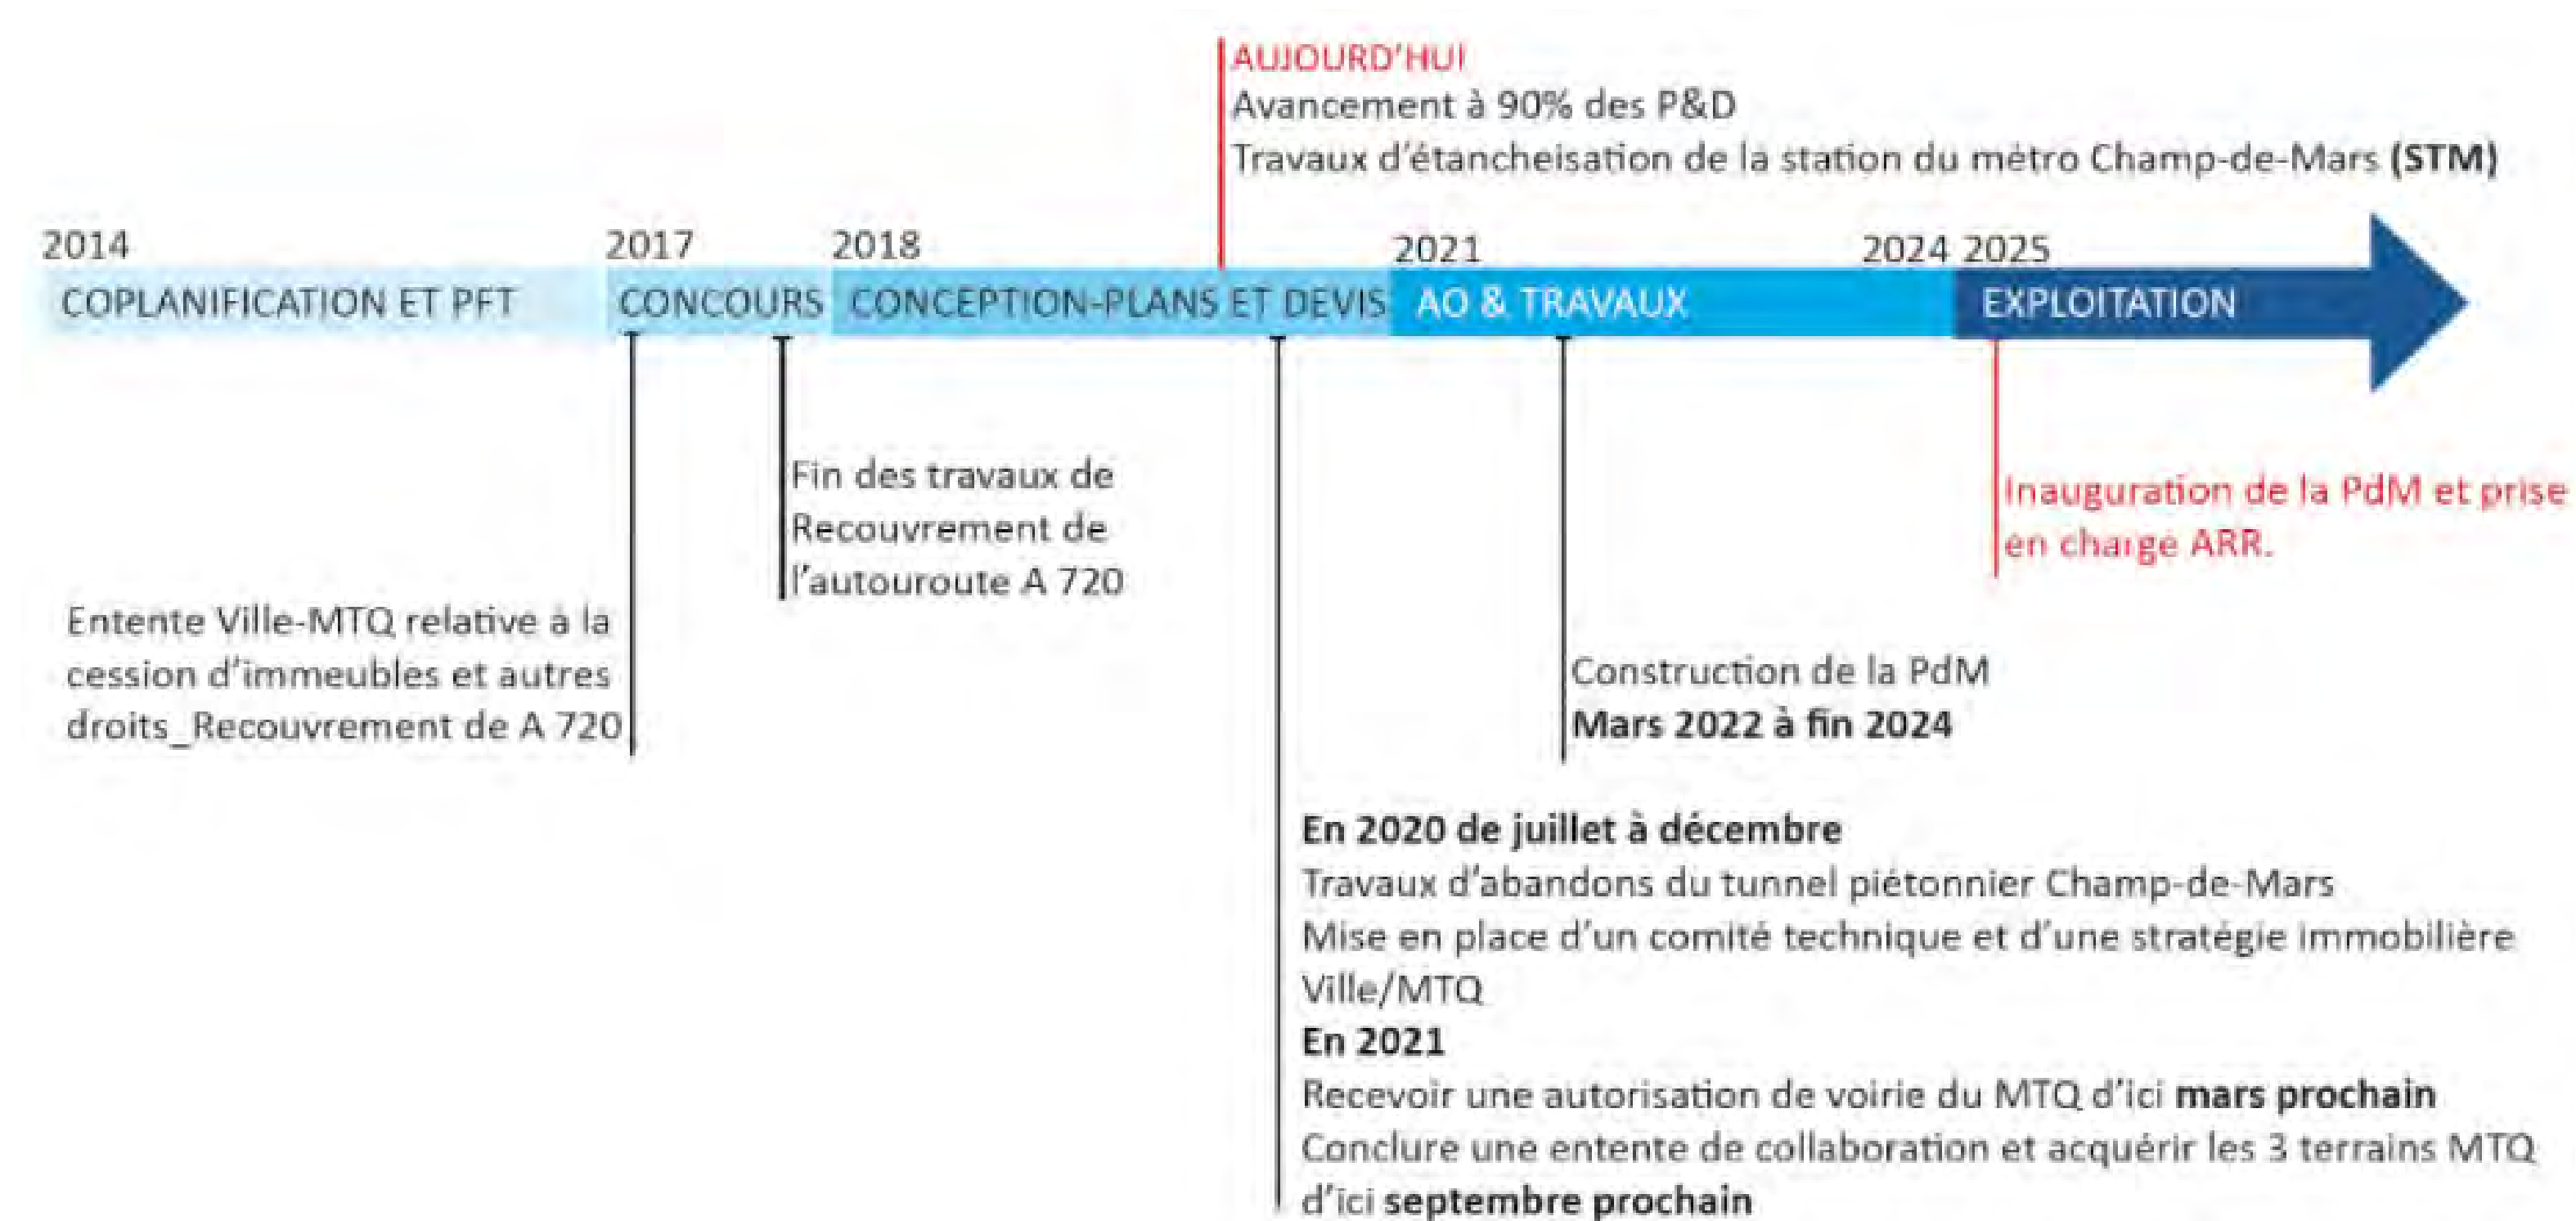 AUJOURD'HUI
Avancement à 90% des P&D
Travaux d'étancheisation de la station du métro Champ-de-Mars (STM)
2014 2017 2018 2021 2024 2025
COPLANIFICATION ET PFT CONCOURS CONCEPTION-PLANS ET DEVIS AO & TRAVAUX EXPLOITATION
Entente Ville-MTQ relative à la
cession d'immeubles et autres
droits_Recouvrement de A 720
Fin des travaux de
Recouvrement de
l'autouroute A 720
En 2020 de juillet à décembre
Travaux d'abandons du tunnel piétonnier Champ-de-Mars
Mise en place d'un comité technique et d'une stratégie immobilière
Ville/MTQ
En 2021
Recevoir une autorisation de voirie du MTQ d'ici mars prochain
Conclure une entente de collaboration et acquérir les 3 terrains MTQ
d'ici septembre prochain
Construction de la PdM
Mars 2022 à fin 2024
Inauguration de la PdM et prise
en charge ARR.